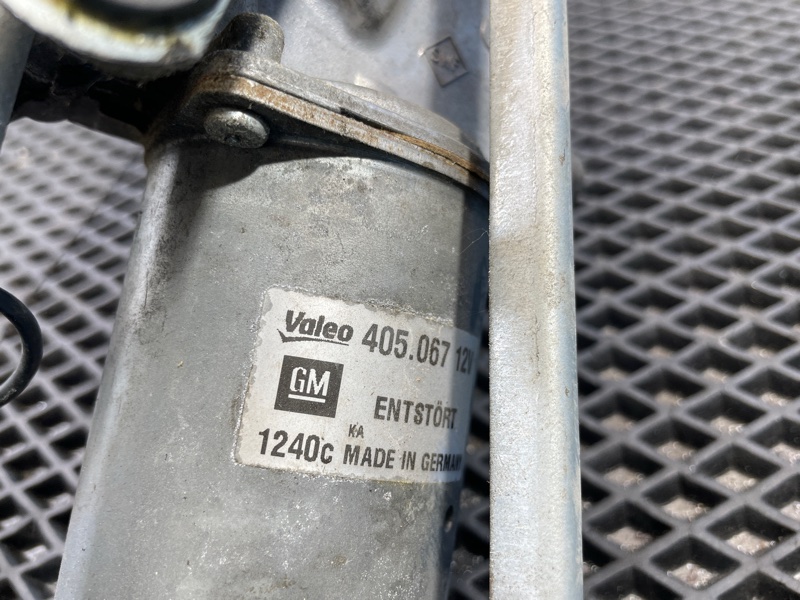 Valeo 405.067 12V
GM
ENTSTÖRT
KA
1240c MADE IN GERMANY